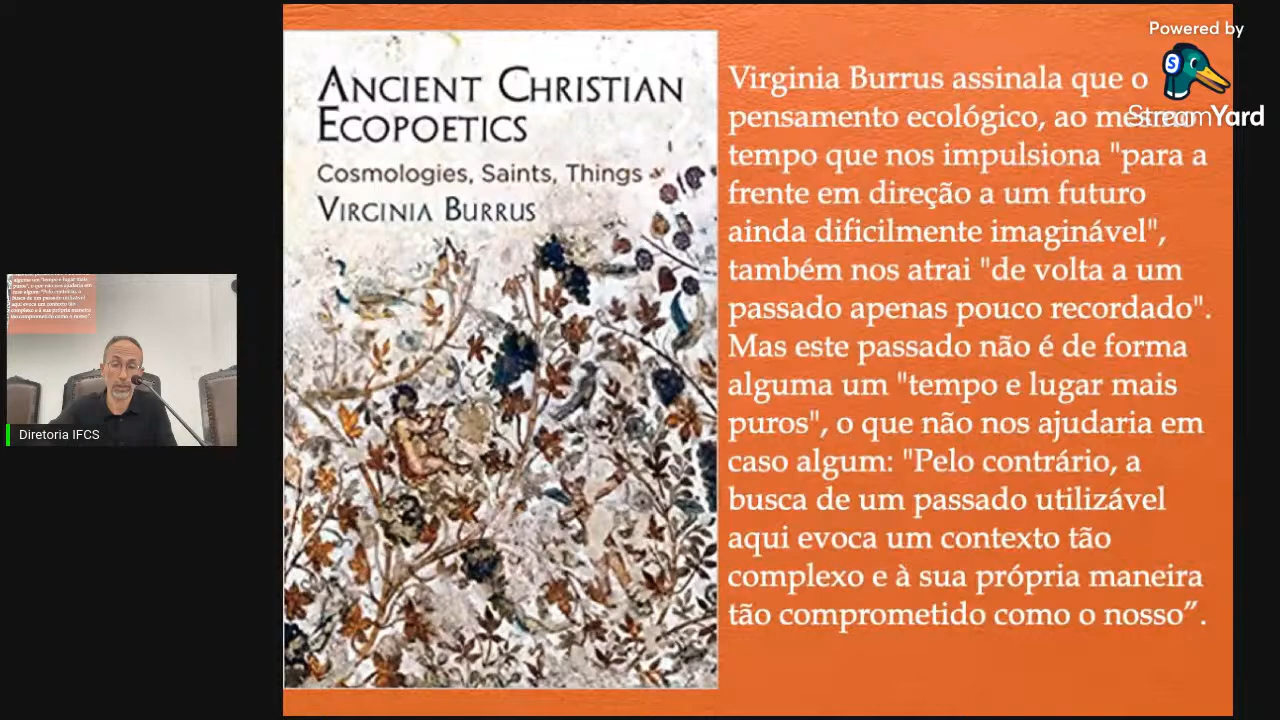 Powered by
StreamYard
ANCIENT CHRISTIAN
ECOPOETICS
Cosmologies, Saints, Things
VIRGINIA BURRUS
Virginia Burrus assinala que o
pensamento ecológico, ao mesmo
tempo que nos impulsiona "para a
frente em direção a um futuro
ainda dificilmente imaginável",
também nos atrai "de volta a um
passado apenas pouco recordado".
Mas este passado não é de forma
alguma um "tempo e lugar mais
puros", o que não nos ajudaria em
caso algum: "Pelo contrário, a
busca de um passado utilizável
aqui evoca um contexto tão
complexo e à sua própria maneira
tão comprometido como o nosso”.
Diretoria IFCS